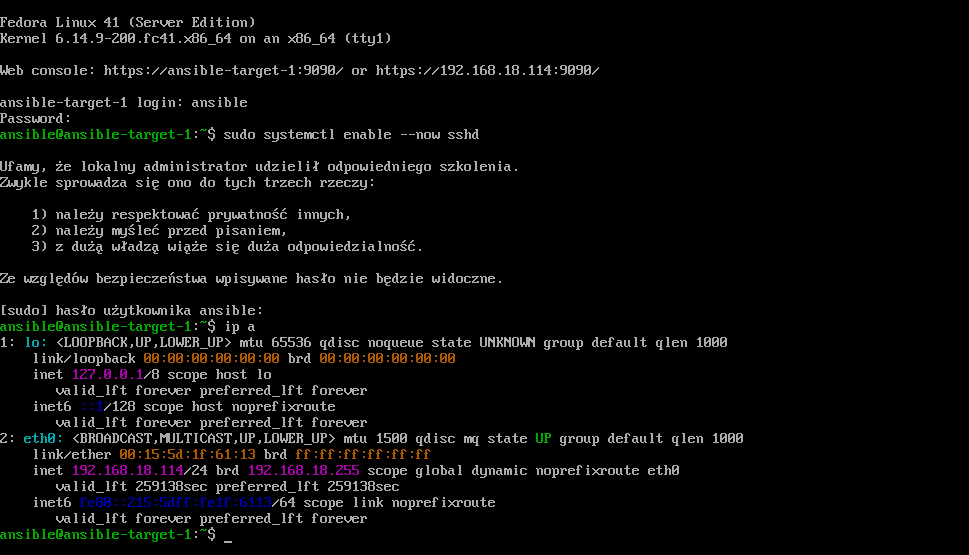 Fedora Linux 41 (Server Edition)
Kernel 6.14.9-200.fc41.x86_64 on an x86_64 (tty1)
Web console: https://ansible-target-1:9090/ or https://192.168.18.114:9090/
ansible-target-1 login: ansible
Password:
ansible@ansible-target-1:~$ sudo systemctl enable --now sshd
Ufamy, że lokalny administrator udzielił odpowiedniego szkolenia.
Zwykle sprowadza się ono do tych trzech rzeczy:
1) należy respektować prywatność innych,
2) należy myśleć przed pisaniem,
3) z dużą władzą wiąże się duża odpowiedzialność.
Ze względów bezpieczeństwa wpisywane hasło nie będzie widoczne.
[sudo] hasło użytkownika ansible:
ansible@ansible-target-1:~$ ip a
1: lo: <LOOPBACK,UP,LOWER_UP> mtu 65536 qdisc noqueue state UNKNOWN group default qlen 1000
link/loopback 00:00:00:00:00:00 brd 00:00:00:00:00:00
inet 127.0.0.1/8 scope host lo
valid_lft forever preferred_lft forever
inet6 ::1/128 scope host noprefixroute
valid_lft forever preferred_lft forever
2: eth0: <BROADCAST,MULTICAST,UP,LOWER_UP> mtu 1500 qdisc mq state UP group default qlen 1000
link/ether 00:15:5d:1f:61:13 brd ff:ff:ff:ff:ff:ff
inet 192.168.18.114/24 brd 192.168.18.255 scope global dynamic noprefixroute eth0
valid_lft 259138sec preferred_lft 259138sec
inet6 fe80::215:5dff:fe1f:6113/64 scope link noprefixroute
valid_lft forever preferred_lft forever
ansible@ansible-target-1:~$ _